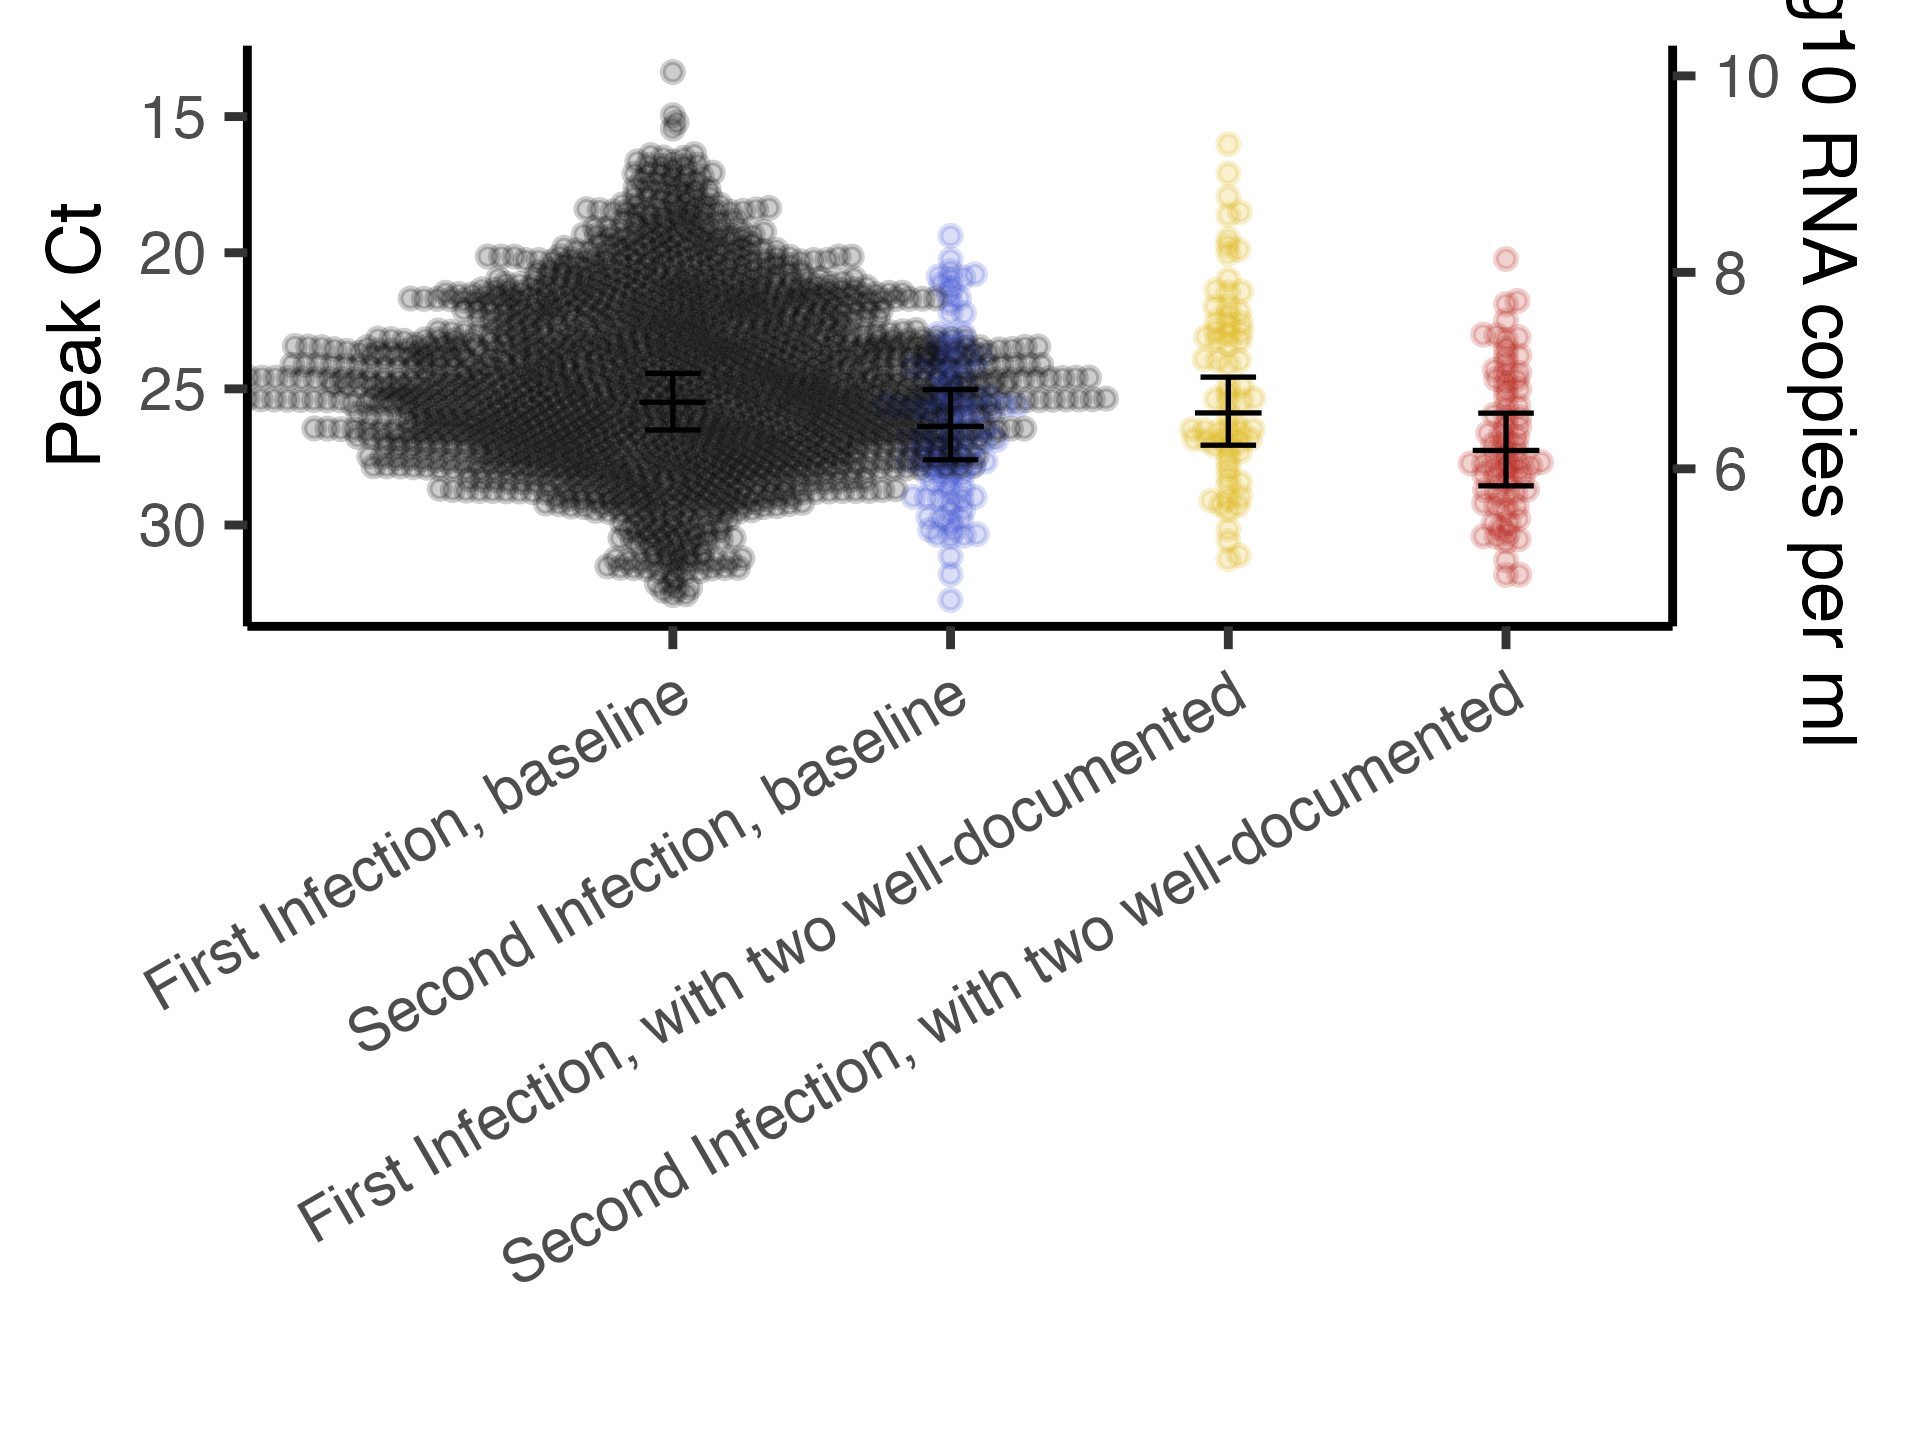 Peak Ct
15
20
25
30
10
8
6
g10 RNA copies per ml
First Infection, baseline
Second Infection, baseline
First Infection, with two well-documented
Second Infection, with two well-documented